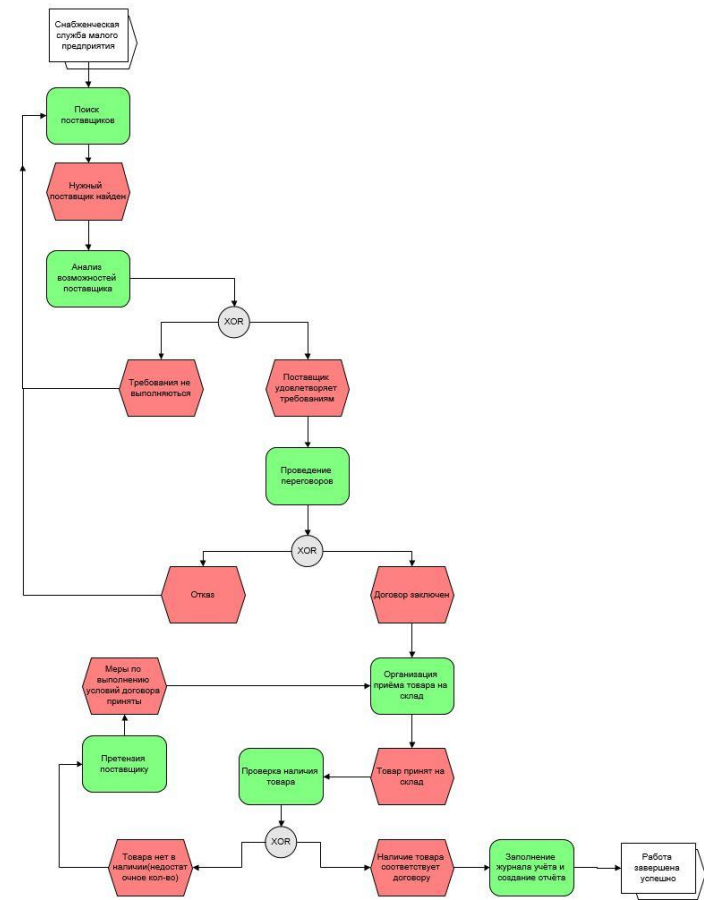 Снабженческая
служба малого
предприятия
Поиск
поставщиков
Нужный
поставщик найден
Анализ
возможностей
поставщика
XOR
Требования не
выполняються
Поставщик
удовлетворяет
требованиям
Проведение
переговоров
XOR
Отказ
Договор заключен
Меры по
выполнению
условий договора
приняты
Организация
приёма товара на
склад
Претензия
поставщику
Проверка наличия
товара
Товар принят на
склад
XOR
Товара нет в
наличии(недостат
очное кол-во)
Наличие товара
соответствует
договору
Заполнение
журнала учёта и
создание отчёта
Работа
завершена
успешно